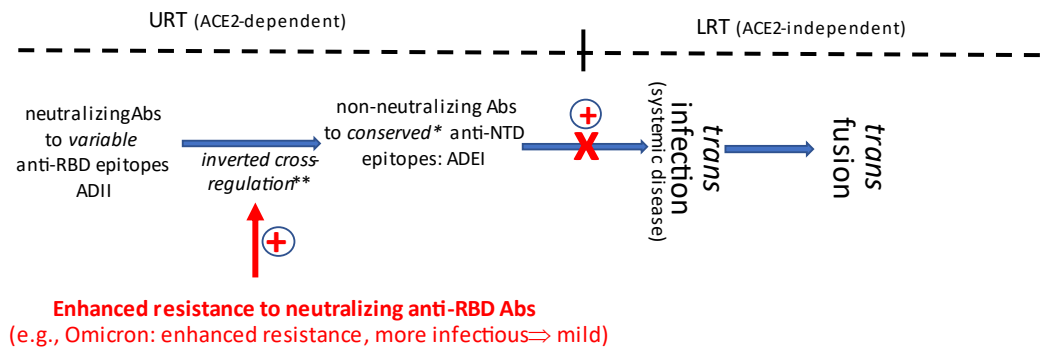 URT (ACE2-dependent)
LRT (ACE2-independent)
neutralizingAbs
to variable
anti-RBD epitopes
ADII
inverted cross-
regulation**
+
non-neutralizing Abs
to conserved* anti-NTD
epitopes: ADEI
+
X
trans
infection
(systemic disease)
trans
fusion
Enhanced resistance to neutralizing anti-RBD Abs
(e.g., Omicron: enhanced resistance, more infectious⇒ mild)